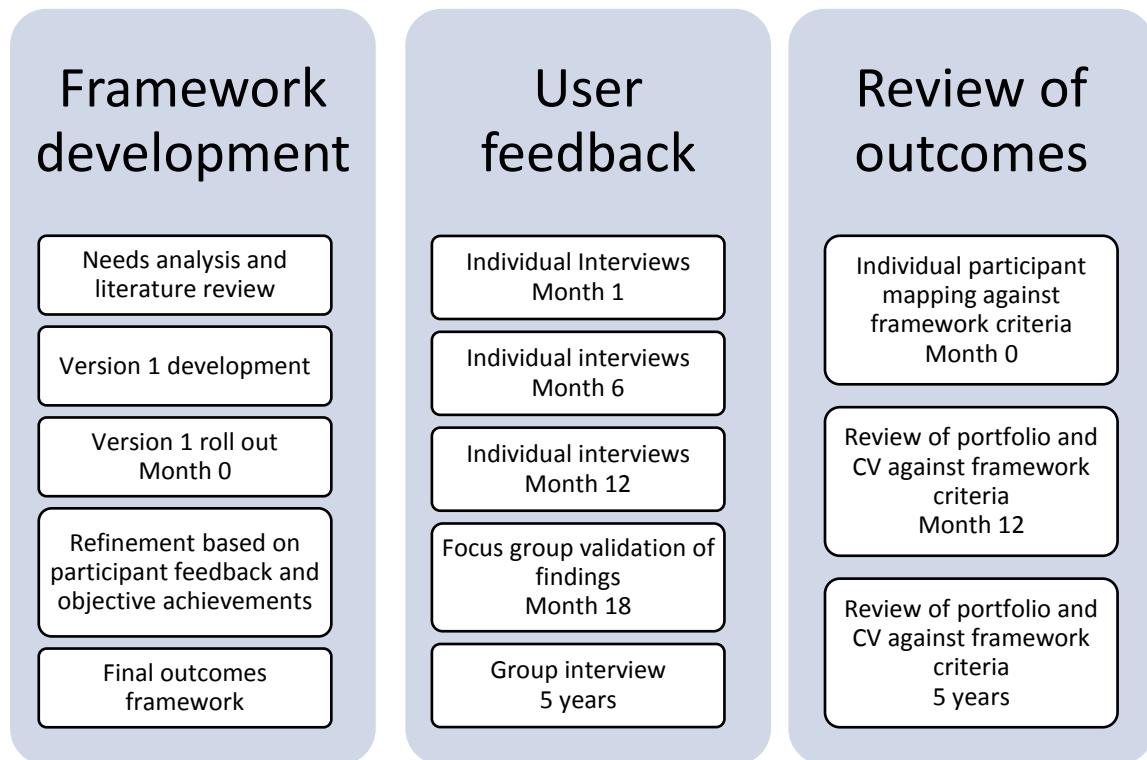 Framework
development
Needs analysis and
literature review
Version 1 development
Version 1 roll out
Month 0
Refinement based on
participant feedback and
objective achievements
Final outcomes
framework
User
feedback
Individual Interviews
Month 1
Individual interviews
Month 6
Individual interviews
Month 12
Focus group validation of
findings
Month 18
Group interview
5 years
Review of
outcomes
Individual participant
mapping against
framework criteria
Month 0
Review of portfolio and
CV against framework
criteria
Month 12
Review of portfolio and
CV against framework
criteria
5 years